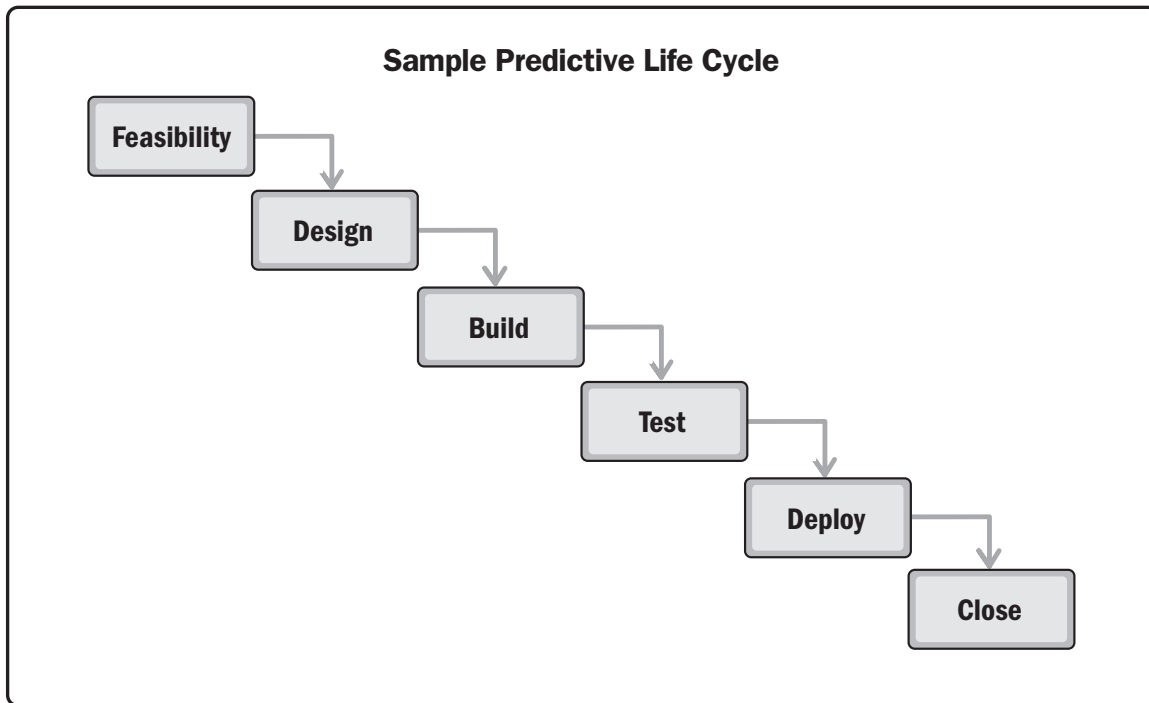 Sample Predictive Life Cycle
Feasibility
Design
Build
Test
Deploy
Close